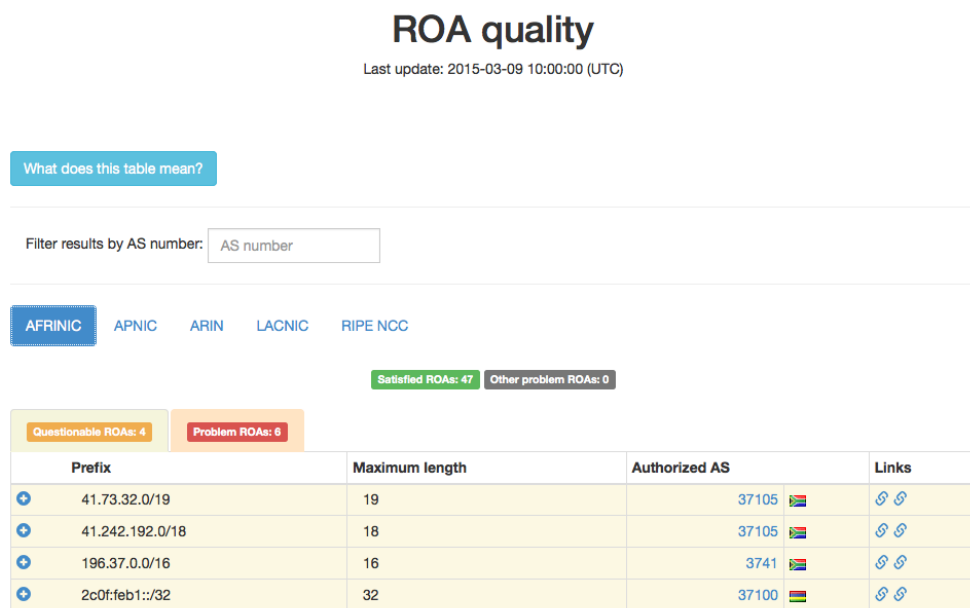 ROA quality
Last update: 2015-03-09 10:00:00 (UTC)
What does this table mean?
Filter results by AS number: AS number
AFRINIC APNIC ARIN LACNIC RIPE NCC
Satisfied ROAs: 47 Other problem ROAs: 0
Questionable ROAs: 4 Problem ROAs: 6
Prefix Maximum length Authorized AS Links
41.73.32.0/19 19 37105
41.242.192.0/18 18 37105
196.37.0.0/16 16 3741
2c0f:feb1::/32 32 37100